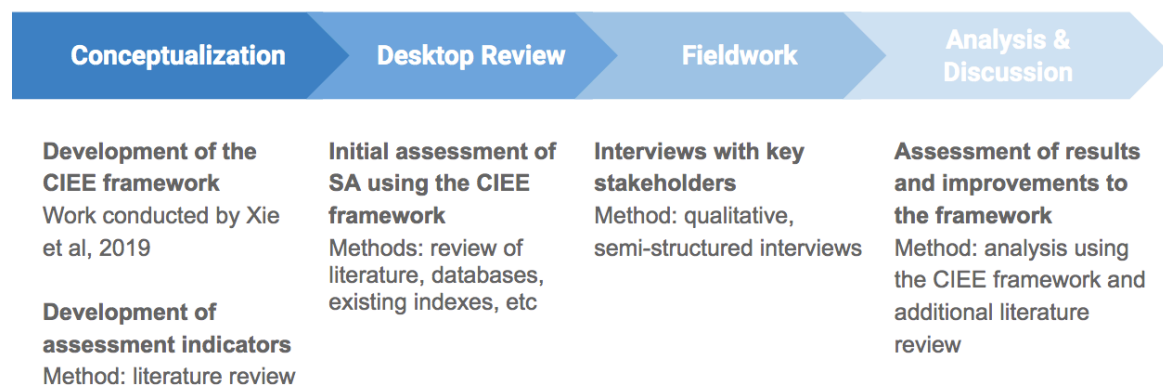 Conceptualization
Desktop Review
Fieldwork
Analysis &
Discussion
Development of the
CIEE framework
Work conducted by Xie
et al, 2019
Development of
assessment indicators
Method: literature review
Initial assessment of
SA using the CIEE
framework
Methods: review of
literature, databases,
existing indexes, etc
Interviews with key
stakeholders
Method: qualitative,
semi-structured interviews
Assessment of results
and improvements to
the framework
Method: analysis using
the CIEE framework and
additional literature
review